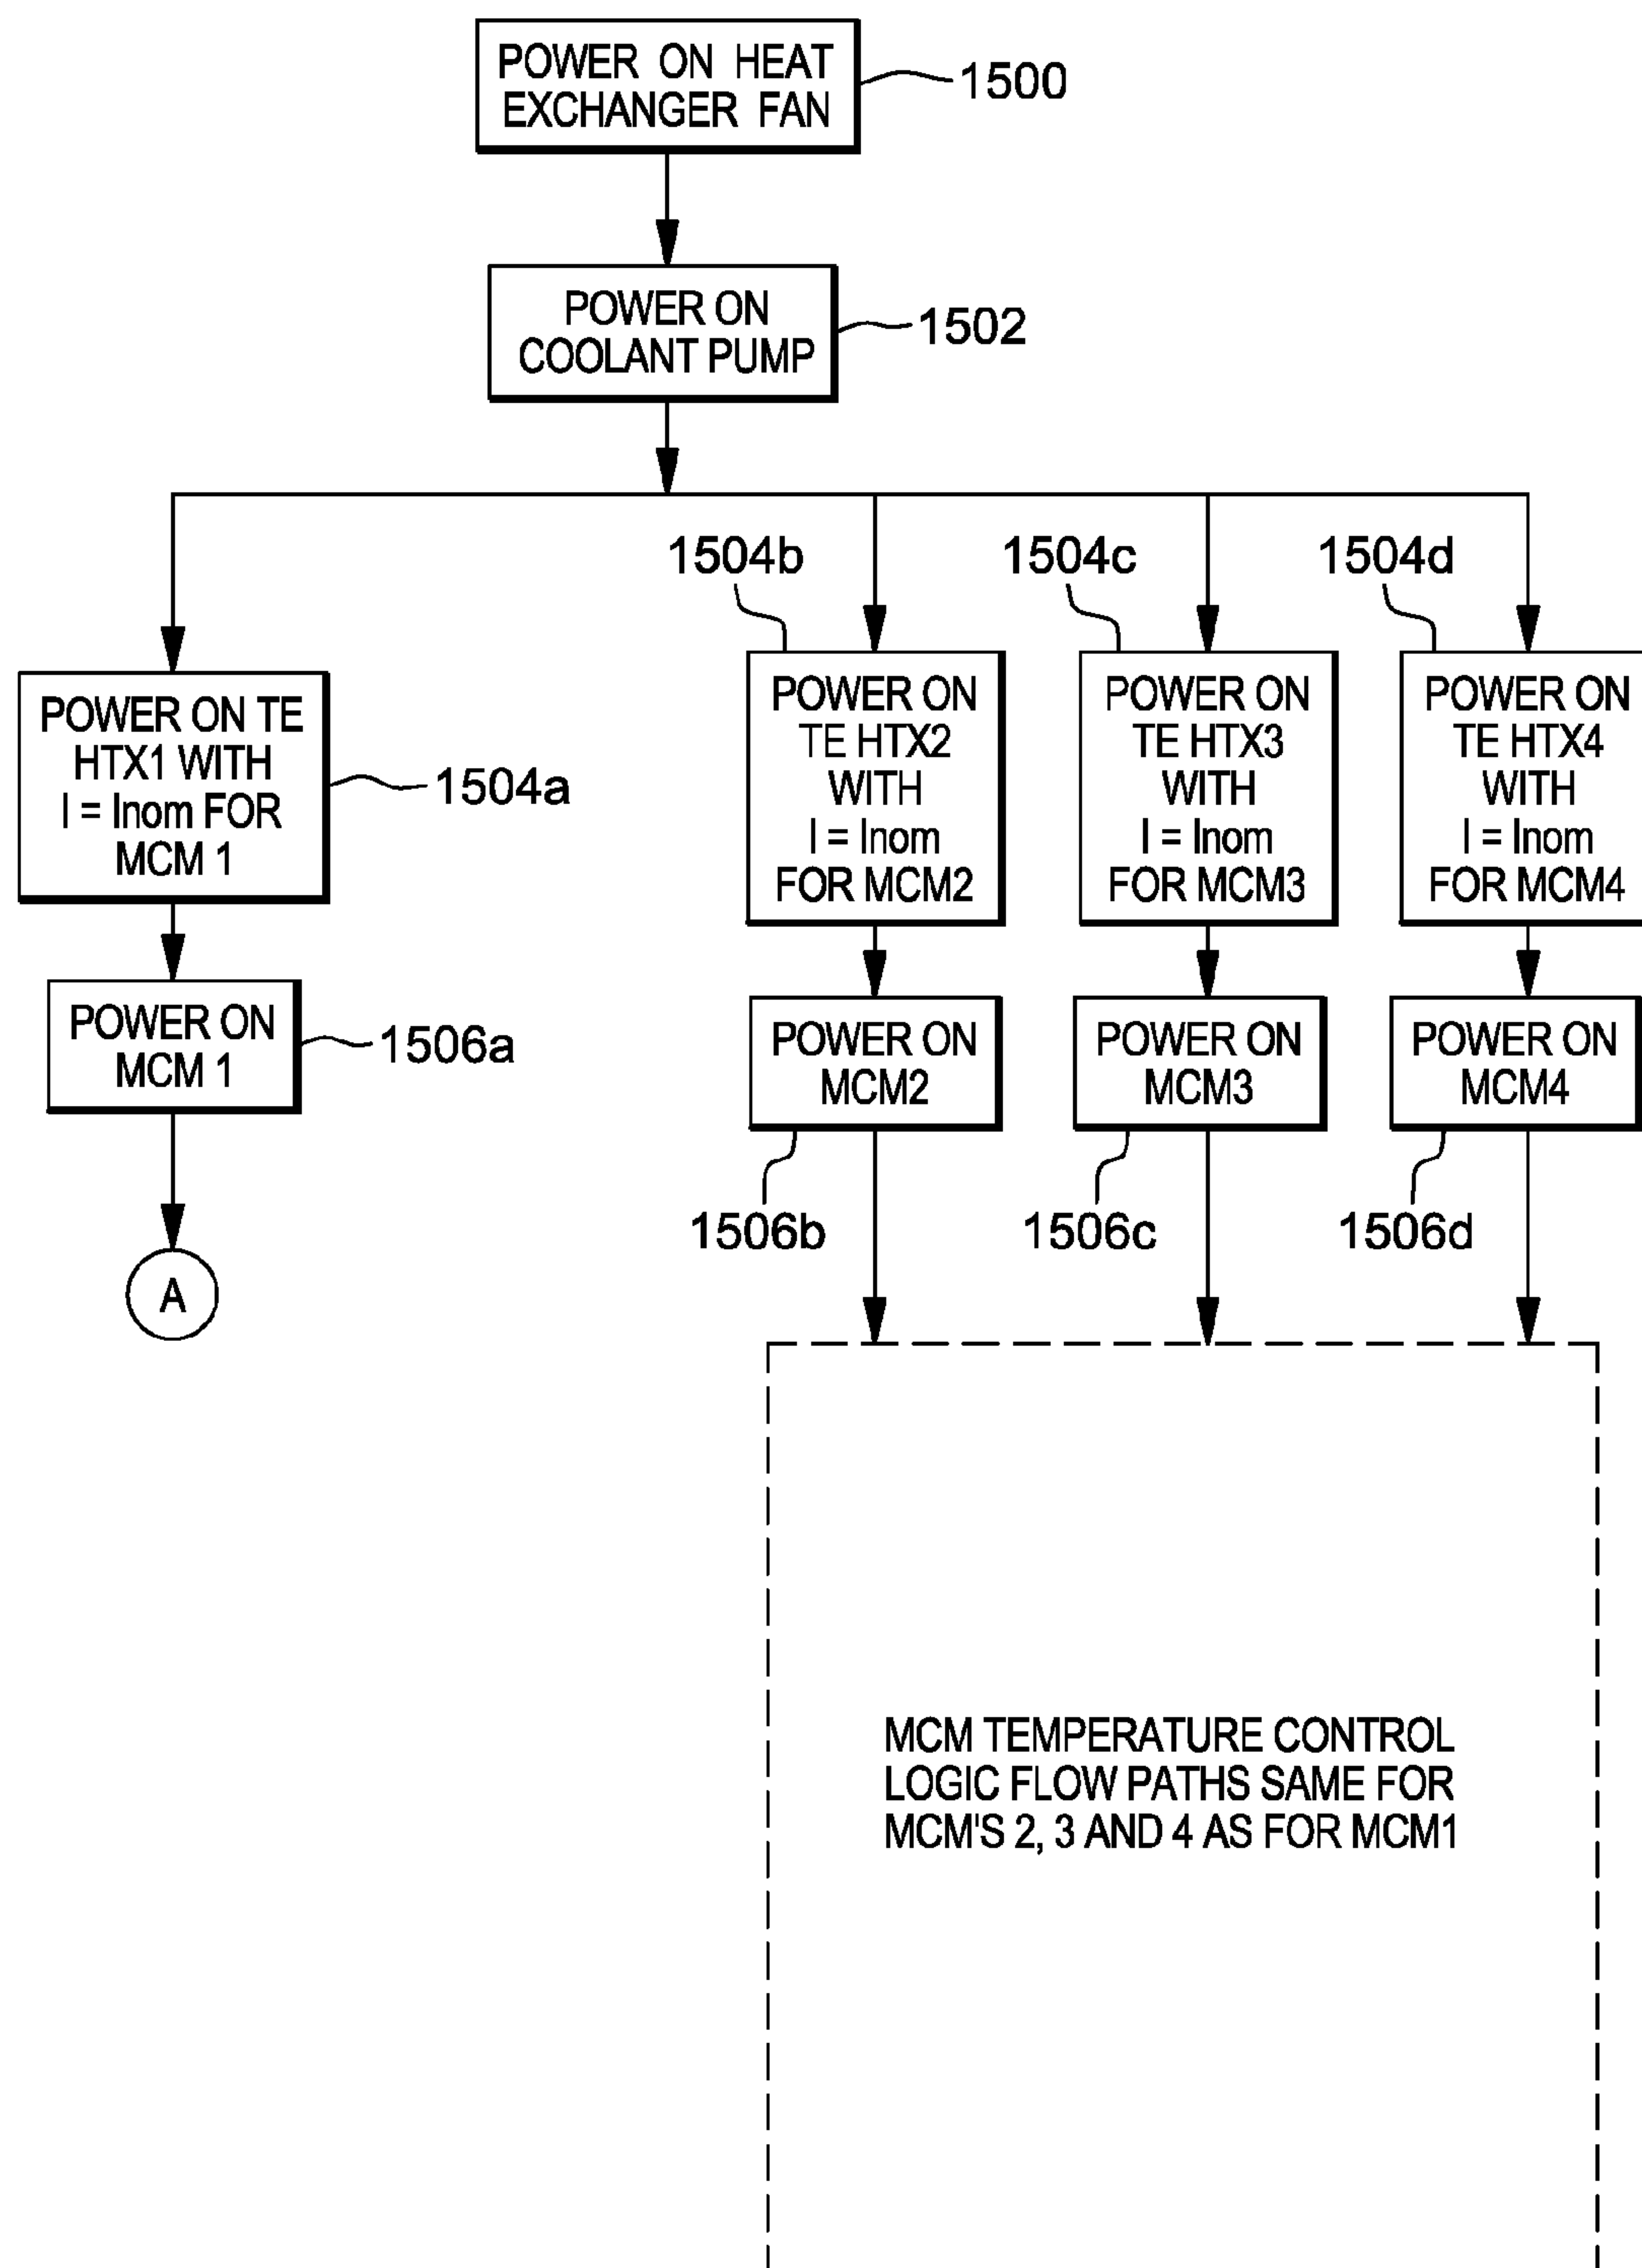 POWER ON HEAT
EXCHANGER FAN
1500
POWER ON
COOLANT PUMP
1502
1504b
1504c
1504d
POWER ON TE
HTX1 WITH
I = Inom FOR
MCM 1
1504a
POWER ON
TE HTX2
WITH
I = Inom
FOR MCM2
POWER ON
TE HTX3
WITH
I = Inom
FOR MCM3
POWER ON
TE HTX4
WITH
I = Inom
FOR MCM4
POWER ON
MCM 1
1506a
POWER ON
MCM2
POWER ON
MCM3
POWER ON
MCM4
1506b
1506c
1506d
A
MCM TEMPERATURE CONTROL
LOGIC FLOW PATHS SAME FOR
MCM'S 2, 3 AND 4 AS FOR MCM1